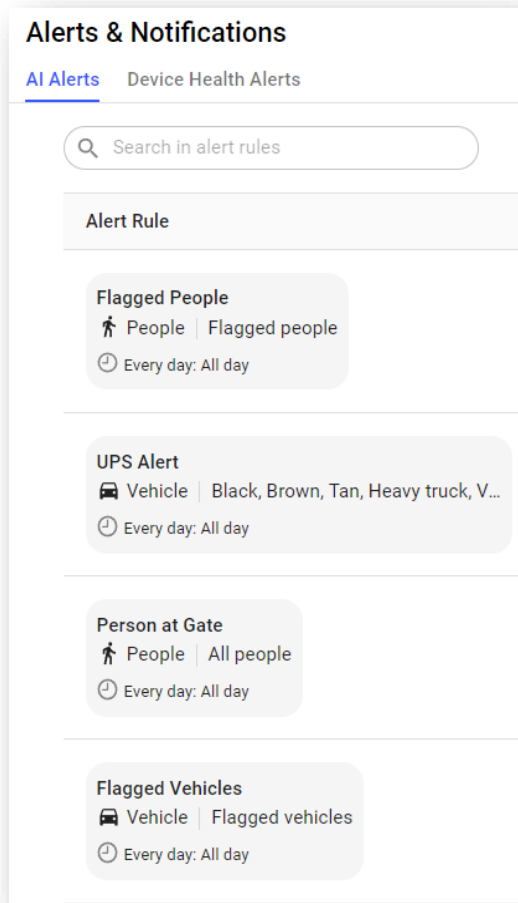 Alerts & Notifications
AI Alerts Device Health Alerts
Search in alert rules
Alert Rule
Flagged People
People Flagged people
Every day: All day
UPS Alert
Vehicle Black, Brown, Tan, Heavy truck, V...
Every day: All day
Person at Gate
People All people
Every day: All day
Flagged Vehicles
Vehicle Flagged vehicles
Every day: All day